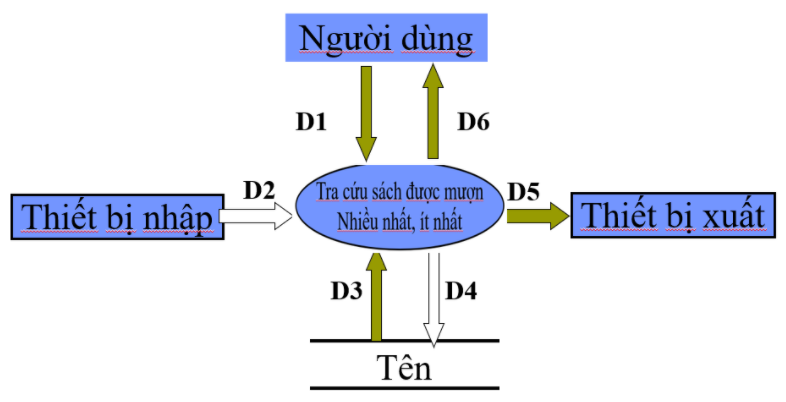 Người dùng
D1
D6
D2
Tra cứu sách được mượn
D5
Thiết bị nhập
Nhiều nhất, ít nhất
Thiết bị xuất
D3
D4
Tên